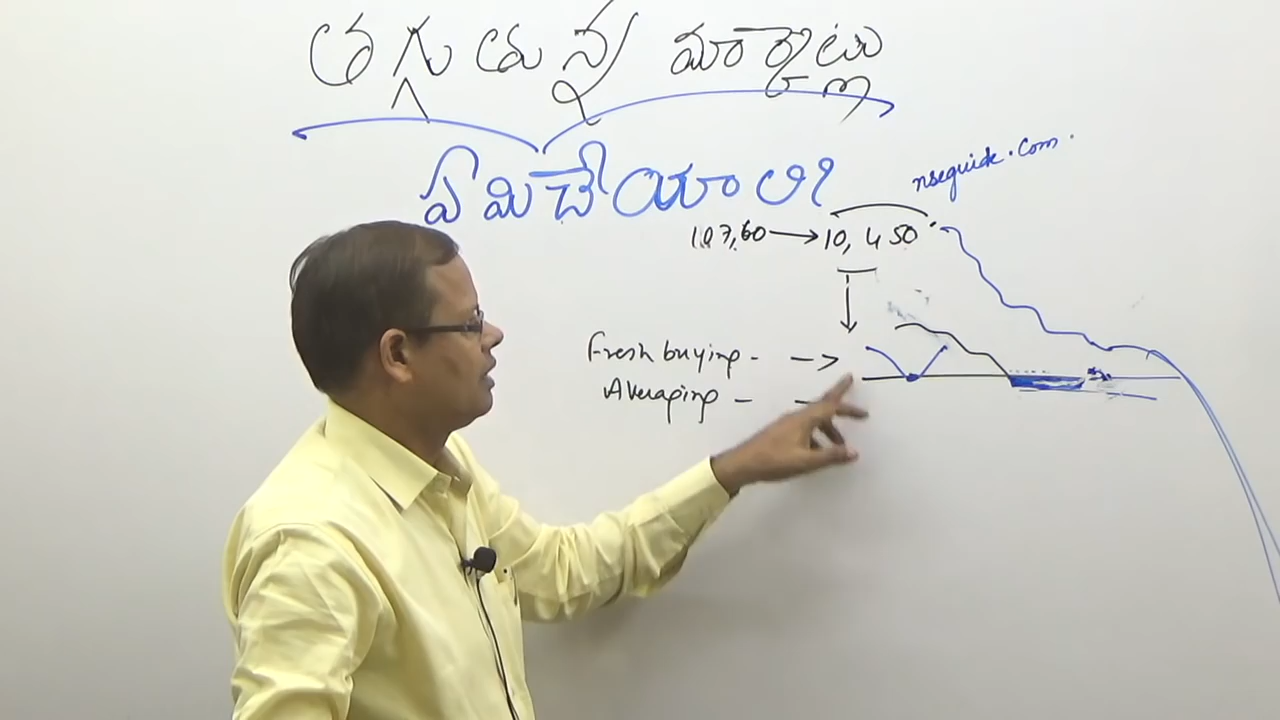 తగ్గుతున్న మార్కెట్లు
ఏమిచేయాలి?
nseguide.com
10,450
Fresh buying -
Averaging -